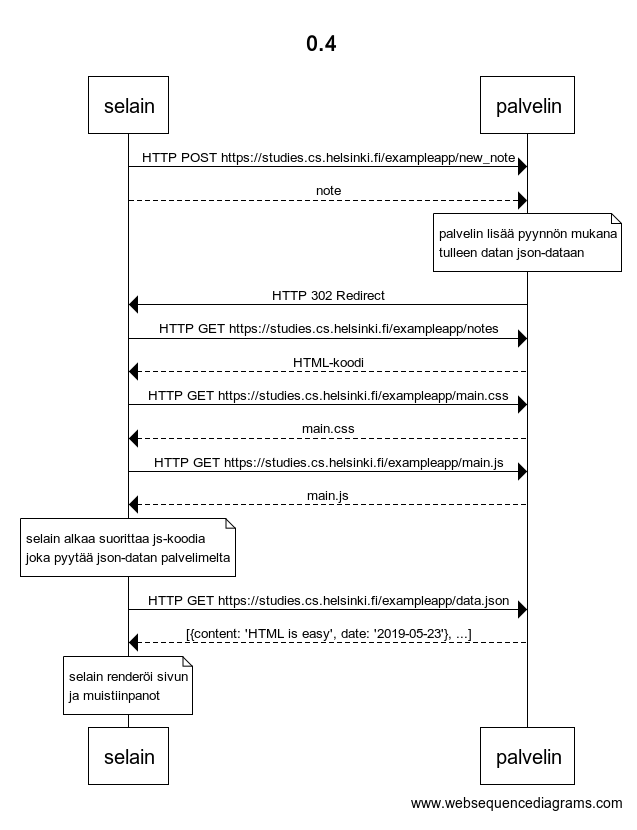 0.4
selain
palvelin
HTTP POST https://studies.cs.helsinki.fi/exampleapp/new_note
note
palvelin lisää pyynnön mukana
tulleen datan json-dataan
HTTP 302 Redirect
HTTP GET https://studies.cs.helsinki.fi/exampleapp/notes
HTML-koodi
HTTP GET https://studies.cs.helsinki.fi/exampleapp/main.css
main.css
HTTP GET https://studies.cs.helsinki.fi/exampleapp/main.js
main.js
selain alkaa suorittaa js-koodia
joka pyytää json-datan palvelimelta
HTTP GET https://studies.cs.helsinki.fi/exampleapp/data.json
[{content: 'HTML is easy', date: '2019-05-23'}, ...]
selain renderöi sivun
ja muistiinpanot
selain
palvelin
www.websequencediagrams.com